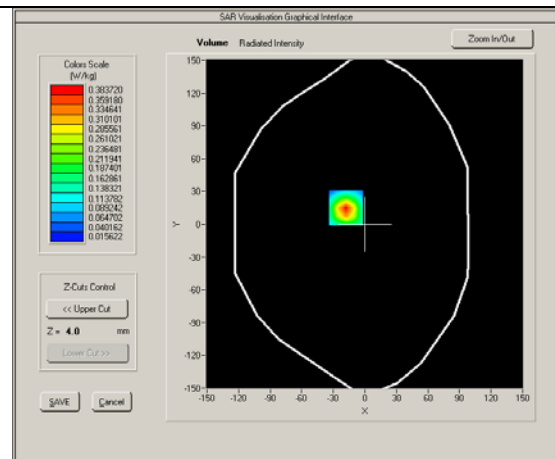 SAR Visualisation Graphical Interface
Volume Radiated Intensity
Zoom In/Out
Colors Scale
(W/kg)
0.383720
0.359180
0.334641
0.310101
0.285561
0.261021
0.236481
0.211941
0.187401
0.162861
0.138321
0.113782
0.089242
0.064702
0.040162
0.015622
Z-Cuts Control
<< Upper Cut
Z = 4.0 mm
Lower Cut >>
SAVE
Cancel
150
120
90
60
30
0
-30
-60
-90
-120
-150
Y
-150 -120 -90 -60 -30 0 30 60 90 120 150
X